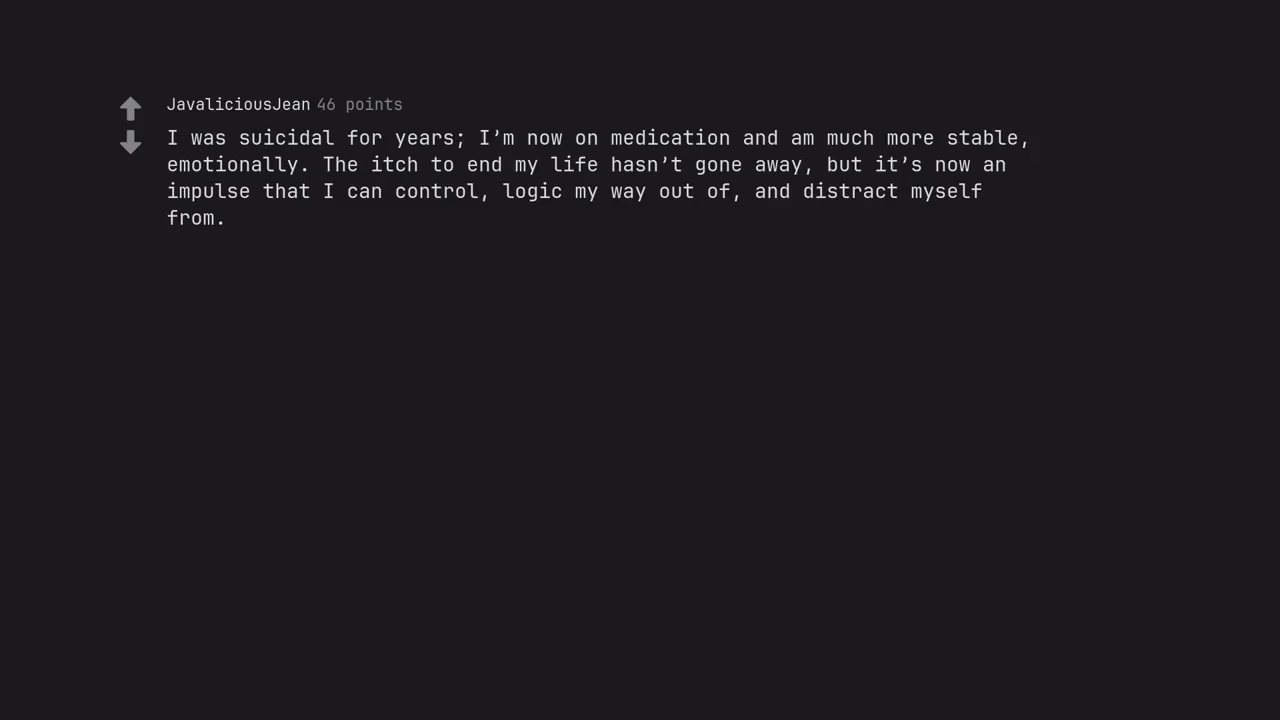 JavaliciousJean 46 points
I was suicidal for years; I’m now on medication and am much more stable,
emotionally. The itch to end my life hasn’t gone away, but it’s now an
impulse that I can control, logic my way out of, and distract myself
from.